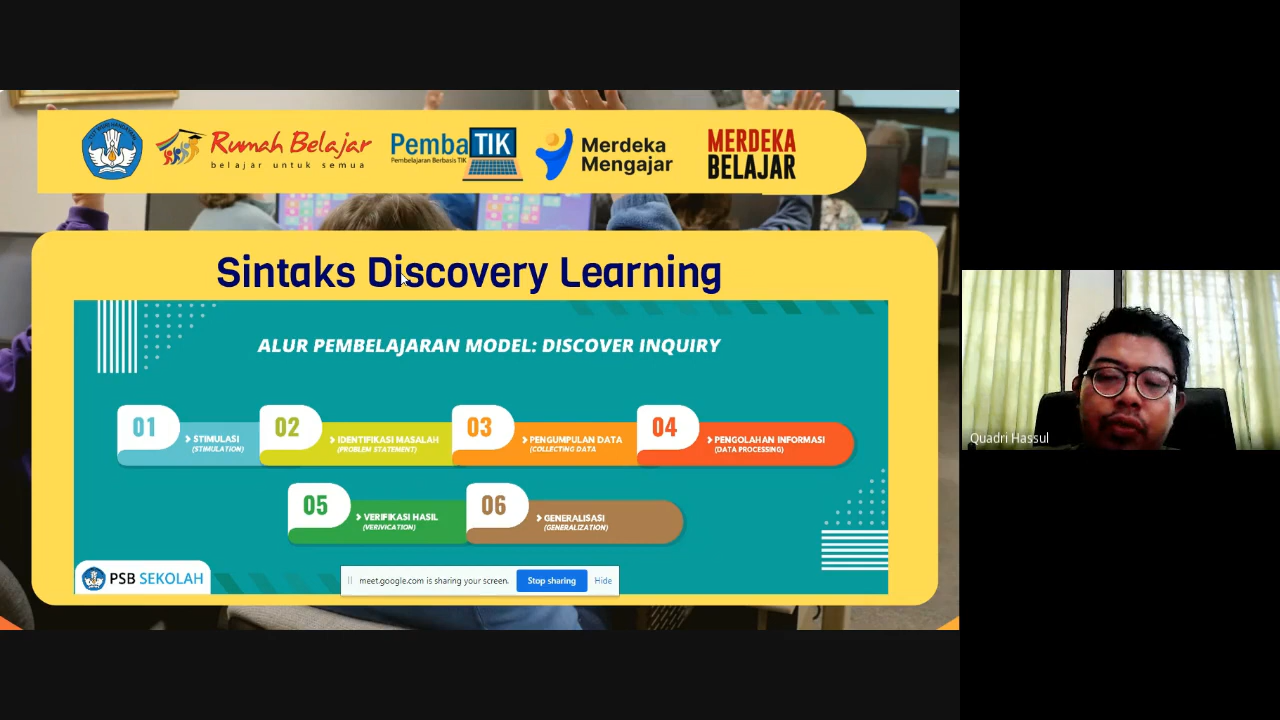 Rumah Belajar
belajar untuk semua
PembaTIK
Pembelajaran Berbasis TIK
Merdeka
Mengajar
MERDEKA
BELAJAR
Sintaks Discovery Learning
ALUR PEMBELAJARAN MODEL: DISCOVER INQUIRY
01
STIMULASI
(STIMULATION)
02
IDENTIFIKASI MASALAH
(PROBLEM STATEMENT)
03
PENGUMPULAN DATA
(COLLECTING DATA
04
PENGOLAHAN INFORMASI
(DATA PROCESSING)
05
VERIFIKASI HASIL
(VERIVICATION)
06
GENERALISASI
(GENERALIZATION)
PSB SEKOLAH
meet.google.com is sharing your screen.
Stop sharing
Hide
Quadri Hassul